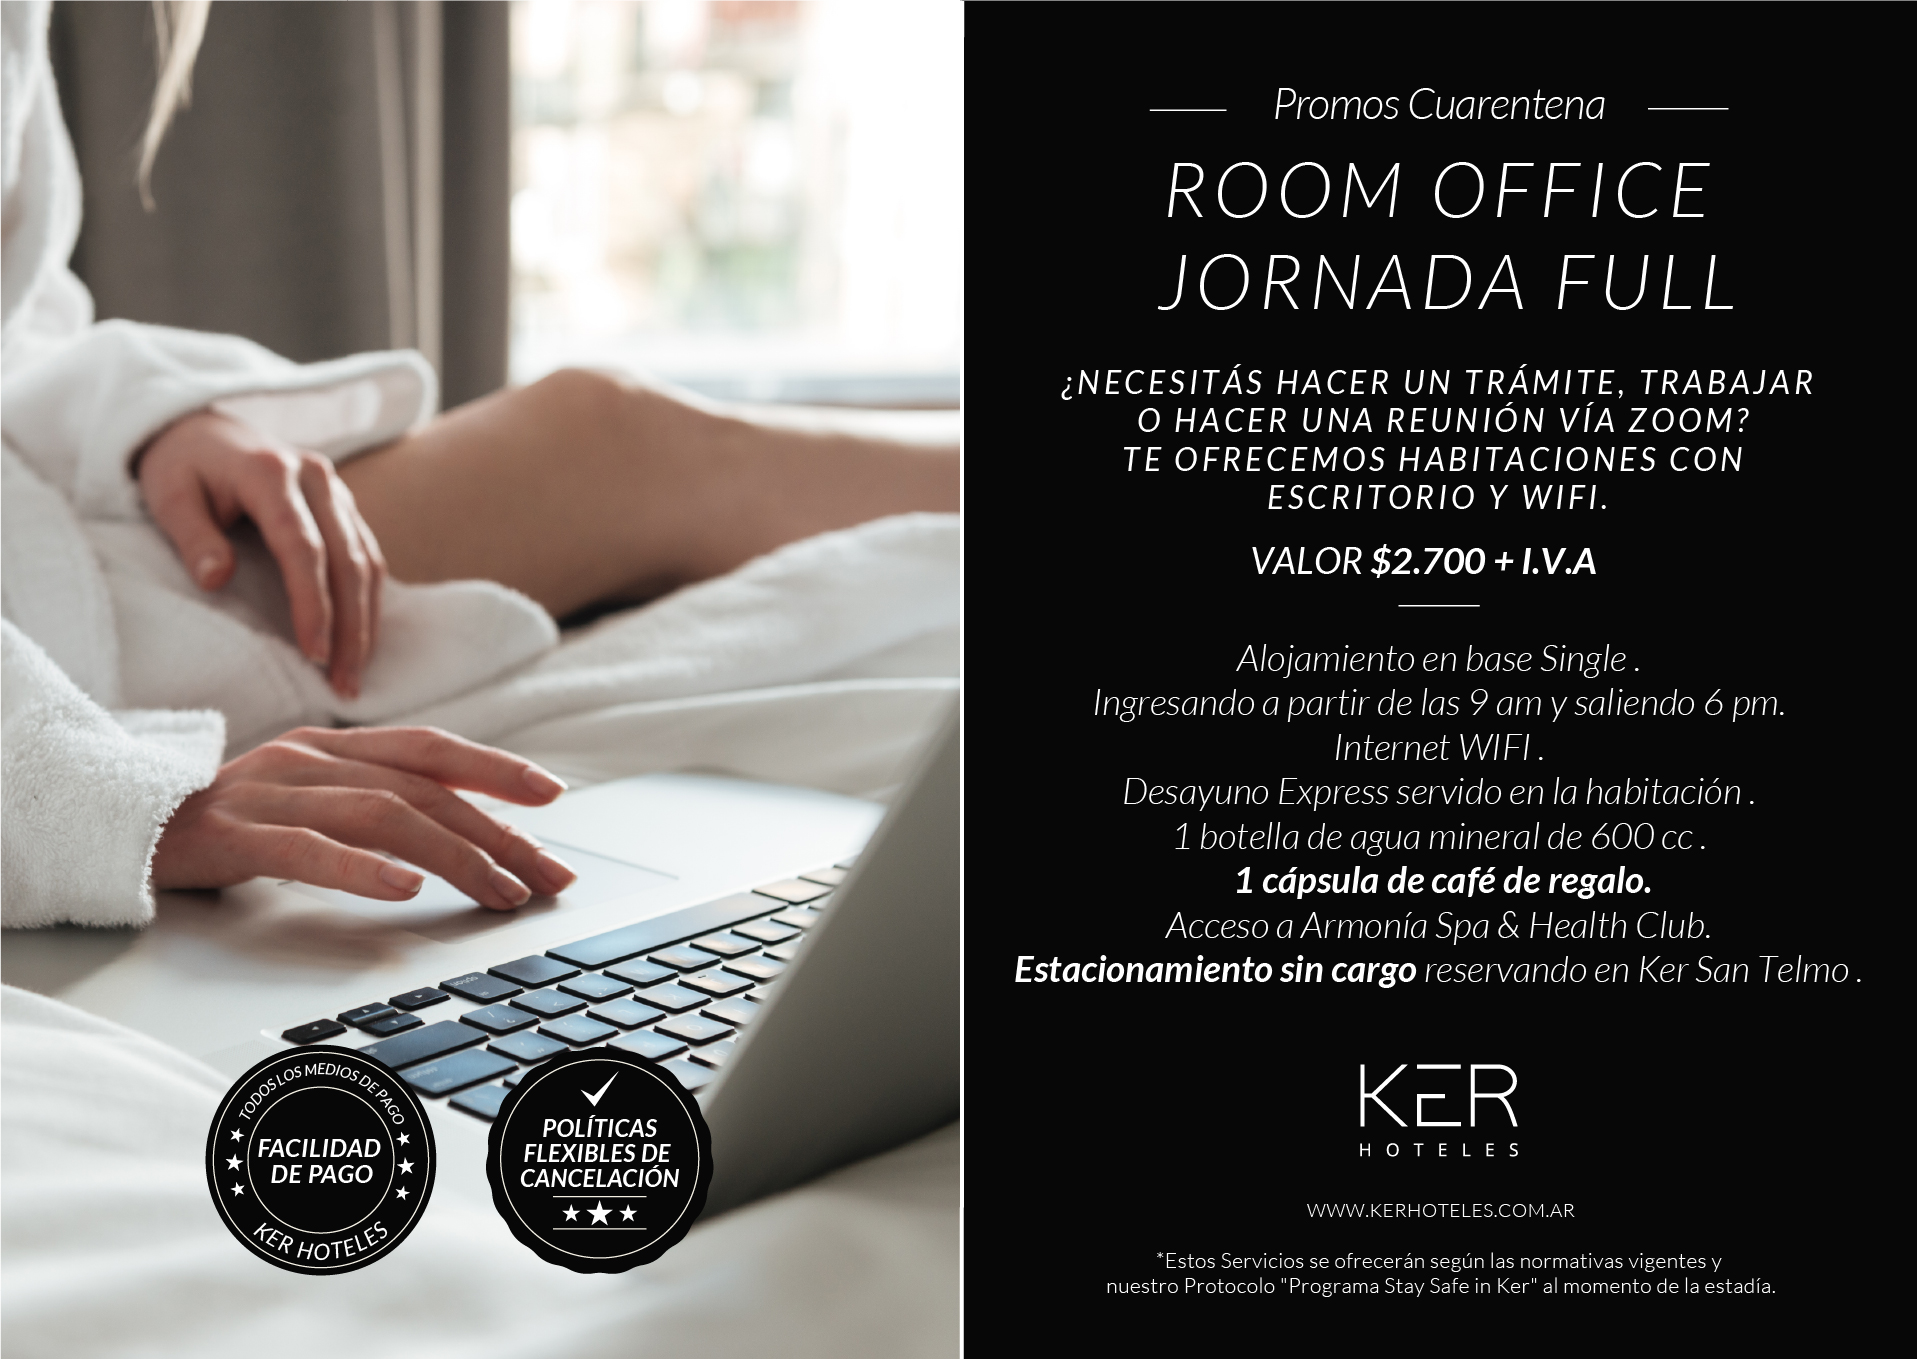 Promos Cuarentena
ROOM OFFICE
JORNADA FULL
¿NECESITÁS HACER UN TRÁMITE, TRABAJAR
O HACER UNA REUNIÓN VÍA ZOOM?
TE OFRECEMOS HABITACIONES CON
ESCRITORIO Y WIFI.
VALOR $2.700 + I.V.A
Alojamiento en base Single .
Ingresando a partir de las 9 am y saliendo 6 pm.
Internet WIFI .
Desayuno Express servido en la habitación .
1 botella de agua mineral de 600 cc .
1 cápsula de café de regalo.
Acceso a Armonía Spa & Health Club.
Estacionamiento sin cargo reservando en Ker San Telmo .
KER
HOTELES
WWW.KERHOTELES.COM.AR
*Estos Servicios se ofrecerán según las normativas vigentes y
nuestro Protocolo "Programa Stay Safe in Ker" al momento de la estadía.
TODOS LOS MEDIOS DE PAGO
FACILIDAD
DE PAGO
KER HOTELES
POLÍTICAS
FLEXIBLES DE
CANCELACIÓN